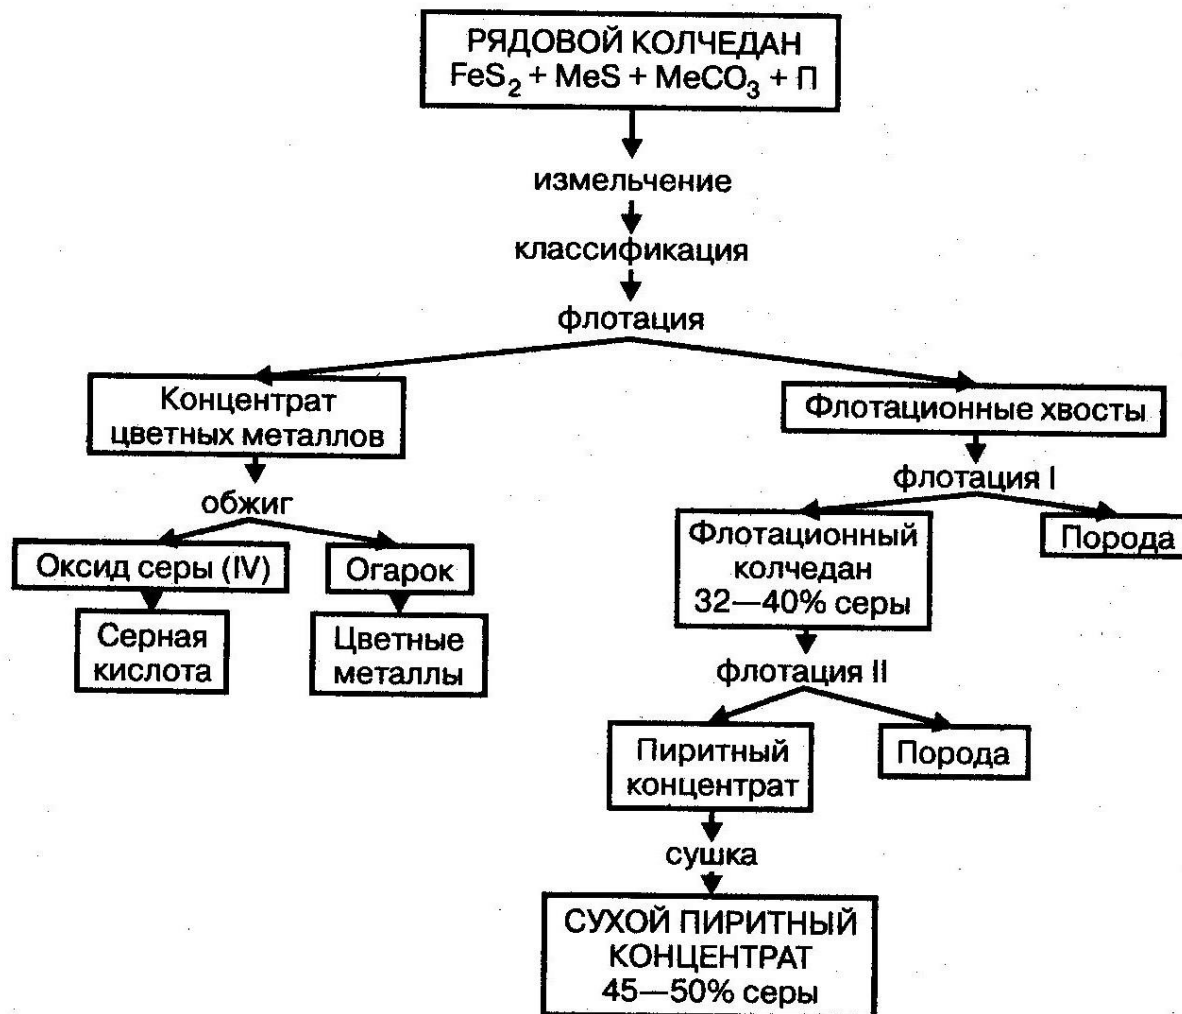 РЯДОВОЙ КОЛЧЕДАН
FeS₂ + MeS + MeCO₃ + П
измельчение
классификация
флотация
Концентрат
цветных металлов
обжиг
Оксид серы (IV)
Огарок
Серная
кислота
Цветные
металлы
Флотационные хвосты
флотация I
Флотационный
колчедан
32—40% серы
Порода
флотация II
Пиритный
концентрат
Порода
сушка
СУХОЙ ПИРИТНЫЙ
КОНЦЕНТРАТ
45—50% серы